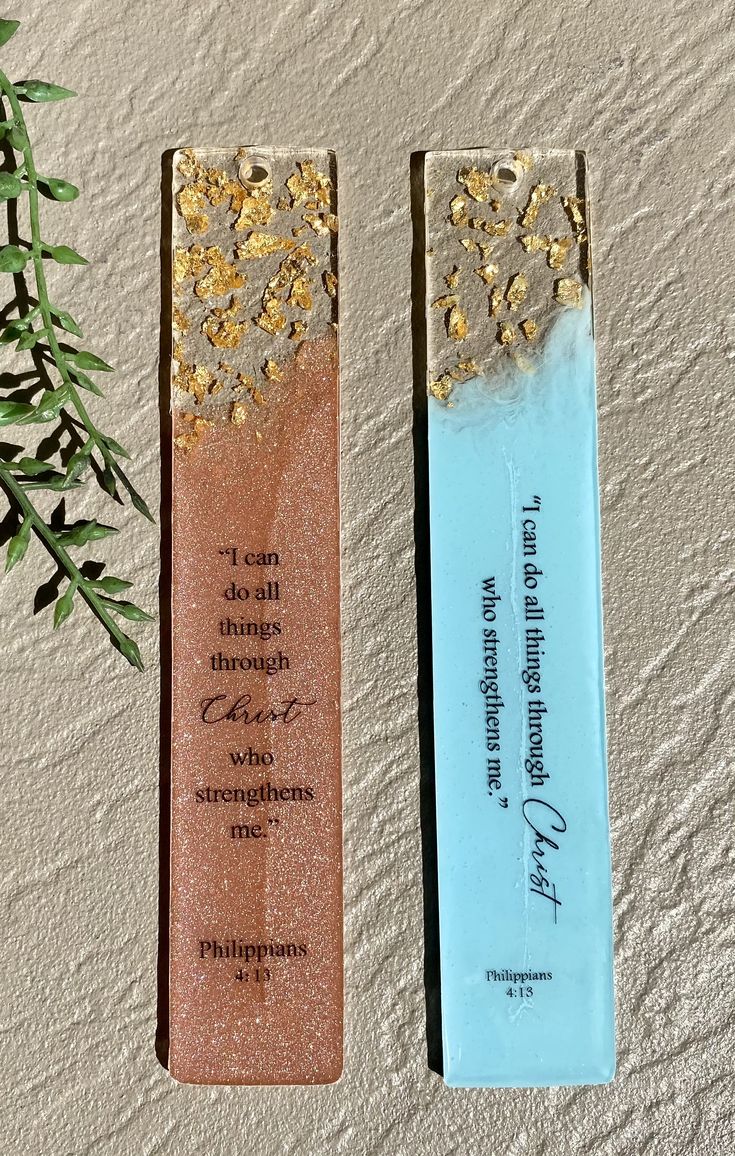 “I can
do all
things
through
Christ
who
strengthens
me.”
Philippians
4:13
“I can do all things through Christ
who strengthens me.”
Philippians
4:13